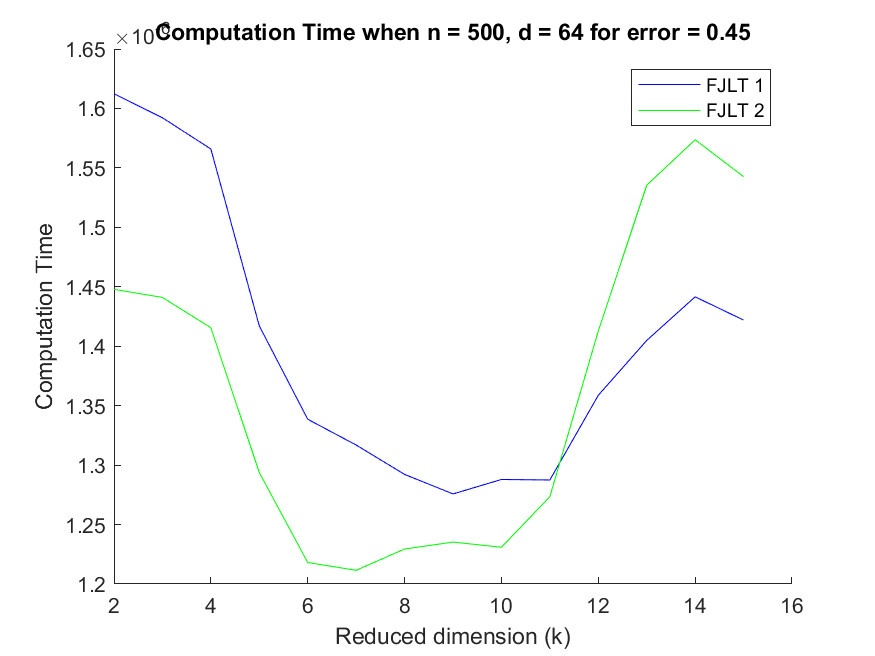 ×10
Computation Time when n = 500, d = 64 for error = 0.45
1.65
1.6
1.55
1.5
1.45
1.4
1.35
1.3
1.25
1.2
Computation Time
FJLT 1
FJLT 2
2 4 6 8 10 12 14 16
Reduced dimension (k)